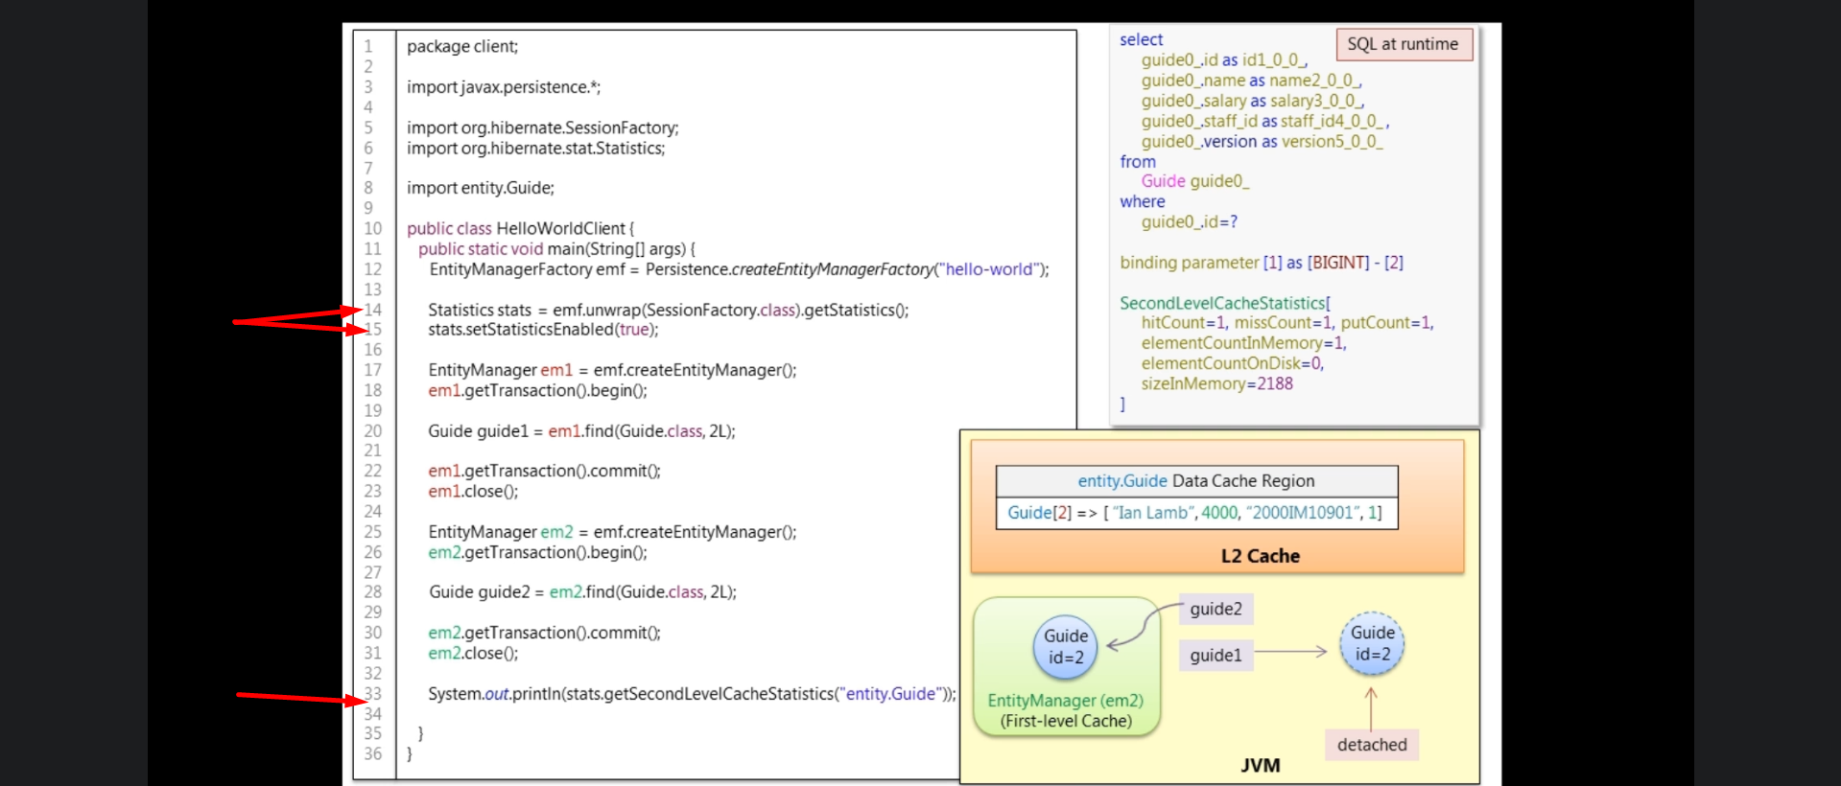 1 package client;
2
3 import javax.persistence.*;
4
5 import org.hibernate.SessionFactory;
6 import org.hibernate.stat.Statistics;
7
8 import entity.Guide;
9
10 public class HelloWorldClient {
11 public static void main(String[] args) {
12 EntityManagerFactory emf = Persistence.createEntityManagerFactory("hello-world");
13
14 Statistics stats = emf.unwrap(SessionFactory.class).getStatistics();
15 stats.setStatisticsEnabled(true);
16
17 EntityManager em1 = emf.createEntityManager();
18 em1.getTransaction().begin();
19
20 Guide guide1 = em1.find(Guide.class, 2L);
21
22 em1.getTransaction().commit();
23 em1.close();
24
25 EntityManager em2 = emf.createEntityManager();
26 em2.getTransaction().begin();
27
28 Guide guide2 = em2.find(Guide.class, 2L);
29
30 em2.getTransaction().commit();
31 em2.close();
32
33 System.out.println(stats.getSecondLevelCacheStatistics("entity.Guide"));
34
35 }
36 }
SQL at runtime
select
guide0_.id as id1_0_0_,
guide0_.name as name2_0_0_,
guide0_.salary as salary3_0_0_,
guide0_.staff_id as staff_id4_0_0_,
guide0_.version as version5_0_0_
from
Guide guide0_
where
guide0_.id=?
binding parameter [1] as [BIGINT] - [2]
SecondLevelCacheStatistics[
hitCount=1, missCount=1, putCount=1,
elementCountInMemory=1,
elementCountOnDisk=0,
sizeInMemory=2188
]
entity.Guide Data Cache Region
Guide[2] => [ “Ian Lamb”, 4000, “2000IM10901”, 1]
L2 Cache
guide2
Guide
id=2
guide1
Guide
id=2
EntityManager (em2)
(First-level Cache)
detached
JVM